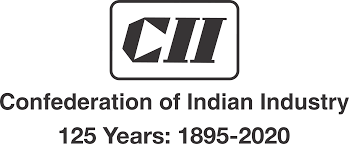 CII
Confederation of Indian Industry
125 Years: 1895-2020